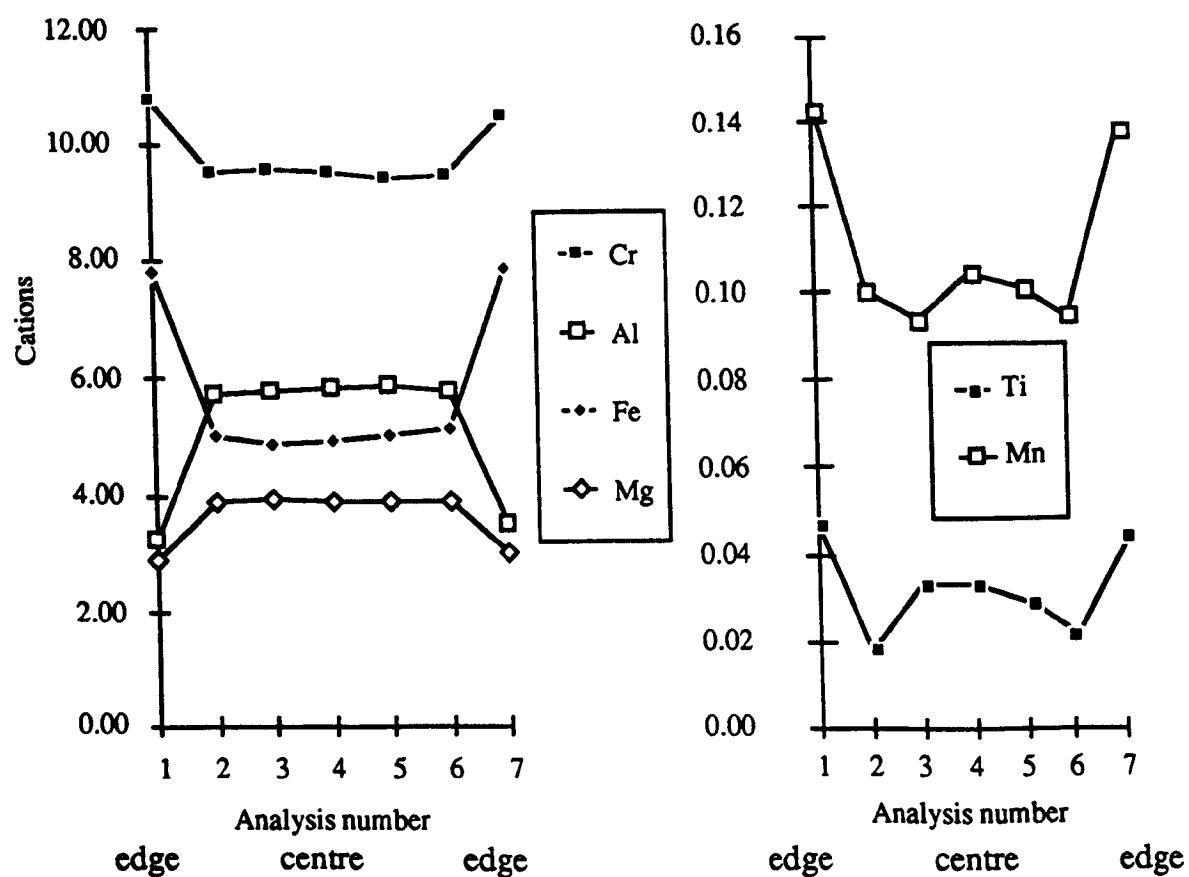 12.00
10.00
8.00
6.00
4.00
2.00
0.00
Cations
1 2 3 4 5 6 7
Analysis number
edge centre edge
Cr
Al
Fe
Mg
0.16
0.14
0.12
0.10
0.08
0.06
0.04
0.02
0.00
Ti
Mn
1 2 3 4 5 6 7
Analysis number
edge centre edge